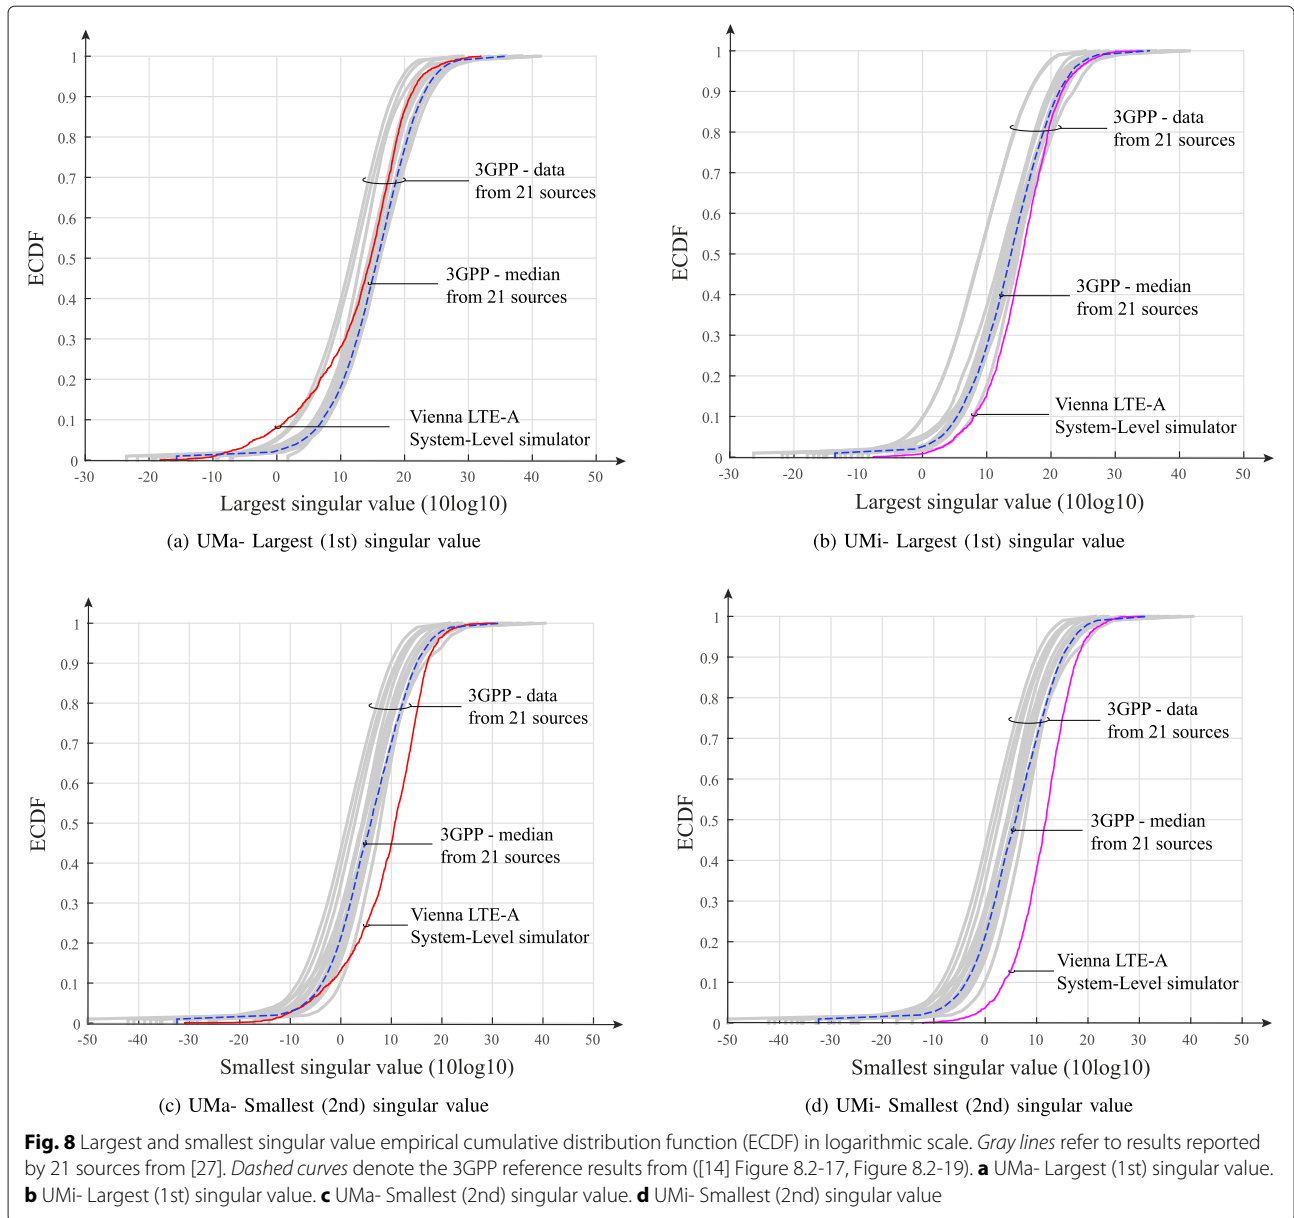 1
0.9
0.8
0.7
0.6
0.5
0.4
0.3
0.2
0.1
0
ECDF
3GPP - data
from 21 sources
3GPP - median
from 21 sources
Vienna LTE-A
System-Level simulator
-30 -20 -10 0 10 20 30 40 50
Largest singular value (10log10)
(a) UMa- Largest (1st) singular value
1
0.9
0.8
0.7
0.6
0.5
0.4
0.3
0.2
0.1
0
ECDF
3GPP - data
from 21 sources
3GPP - median
from 21 sources
Vienna LTE-A
System-Level simulator
-30 -20 -10 0 10 20 30 40 50
Largest singular value (10log10)
(b) UMi- Largest (1st) singular value
1
0.9
0.8
0.7
0.6
0.5
0.4
0.3
0.2
0.1
0
ECDF
3GPP - data
from 21 sources
3GPP - median
from 21 sources
Vienna LTE-A
System-Level simulator
-50 -40 -30 -20 -10 0 10 20 30 40 50
Smallest singular value (10log10)
(c) UMa- Smallest (2nd) singular value
1
0.9
0.8
0.7
0.6
0.5
0.4
0.3
0.2
0.1
0
ECDF
3GPP - data
from 21 sources
3GPP - median
from 21 sources
Vienna LTE-A
System-Level simulator
-50 -40 -30 -20 -10 0 10 20 30 40 50
Smallest singular value (10log10)
(d) UMi- Smallest (2nd) singular value
Fig. 8 Largest and smallest singular value empirical cumulative distribution function (ECDF) in logarithmic scale. Gray lines refer to results reported
by 21 sources from [27]. Dashed curves denote the 3GPP reference results from ([14] Figure 8.2-17, Figure 8.2-19). a UMa- Largest (1st) singular value.
b UMi- Largest (1st) singular value. c UMa- Smallest (2nd) singular value. d UMi- Smallest (2nd) singular value